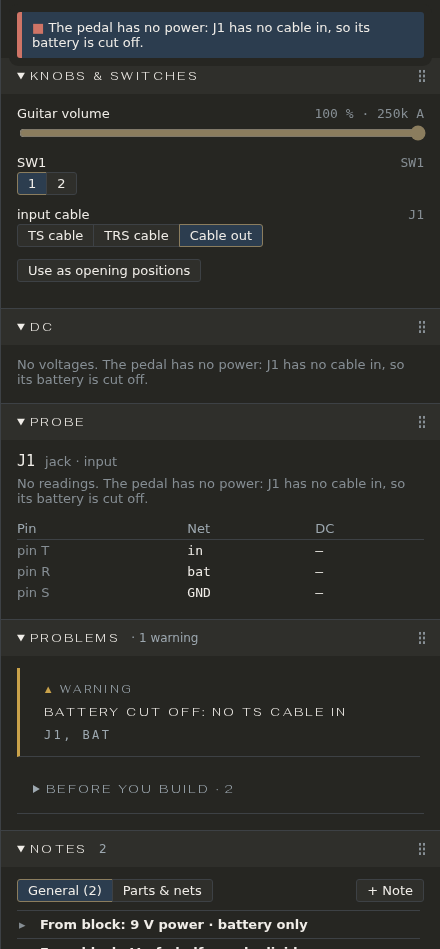 The pedal has no power: J1 has no cable in, so its
battery is cut off.
KNOBS & SWITCHES
Guitar volume 100 % · 250k A
SW1 SW1
1 2
input cable J1
TS cable TRS cable Cable out
Use as opening positions
DC
No voltages. The pedal has no power: J1 has no cable in, so
its battery is cut off.
PROBE
J1 jack · input
No readings. The pedal has no power: J1 has no cable in, so
its battery is cut off.
Pin Net DC
pin T in —
pin R bat —
pin S GND —
PROBLEMS · 1 warning
WARNING
BATTERY CUT OFF: NO TS CABLE IN
J1, BAT
BEFORE YOU BUILD · 2
NOTES 2
General (2) Parts & nets + Note
From block: 9 V power · battery only